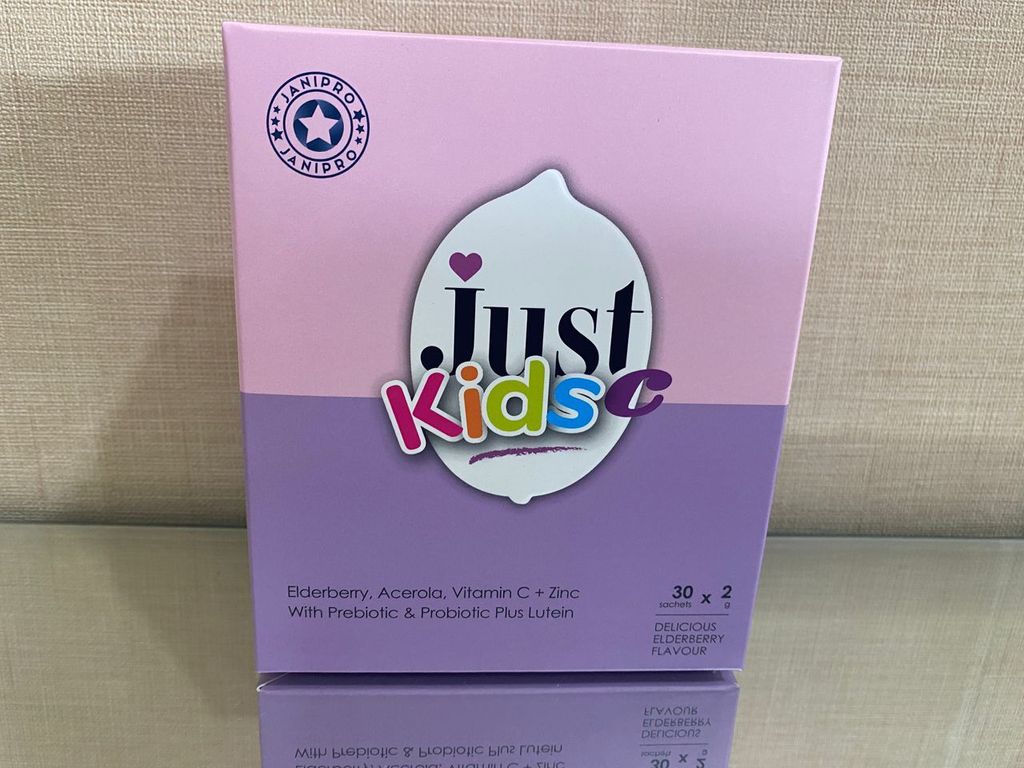 JANIPRO
JANIPRO
Just
Kidsc
Elderberry, Acerola, Vitamin C + Zinc
With Prebiotic & Probiotic Plus Lutein
30 x 2
sachets g
DELICIOUS
ELDERBERRY
FLAVOUR